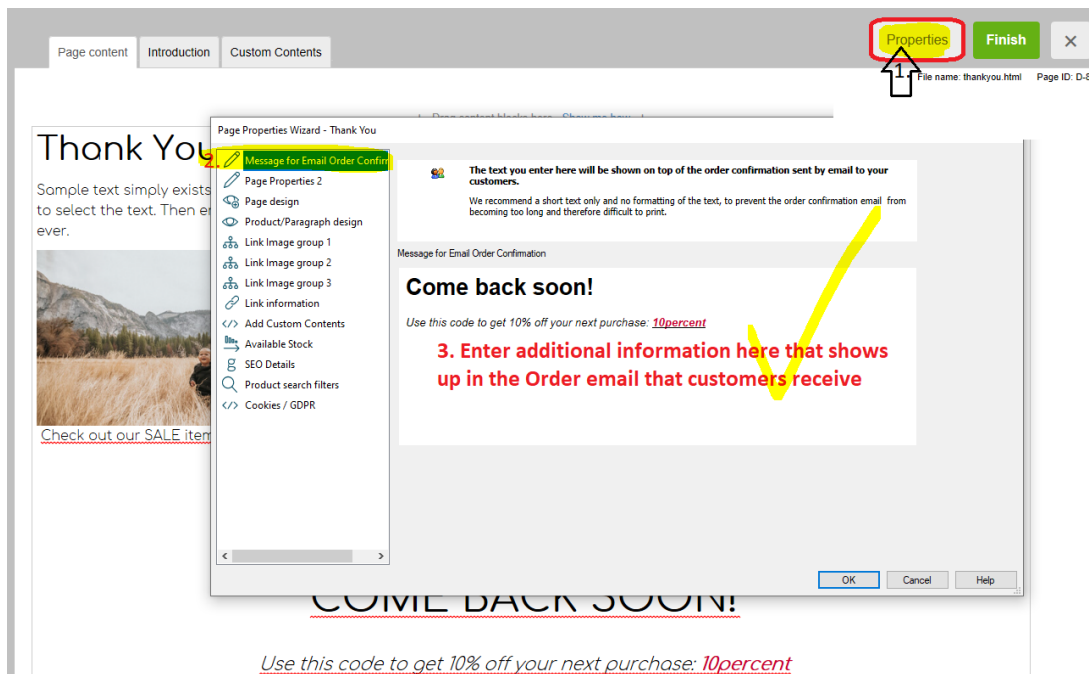 Page content
Introduction
Custom Contents
Properties
Finish
1.
File name: thankyou.html
Page ID: D-8
Drop content blocks here
Show me how
Thank You
Sample text simply exists
to select the text. Then
ever.
Check out our SALE
Page Properties Wizard - Thank You
2.
Message for Email Order Confirm
Page Properties 2
Page design
Product/Paragraph design
Link Image group 1
Link Image group 2
Link Image group 3
Link information
Add Custom Contents
Available Stock
SEO Details
Product search filters
Cookies / GDPR
The text you enter here will be shown on top of the order confirmation sent by email to your
customers.
We recommend a short text only and no formatting of the text, to prevent the order confirmation email from
becoming too long and therefore difficult to print.
Message for Email Order Confirmation
Come back soon!
Use this code to get 10% off your next purchase: 10percent
3. Enter additional information here that shows
up in the Order email that customers receive
OK
Cancel
Help
COME BACK SOON!
Use this code to get 10% off your next purchase: 10percent